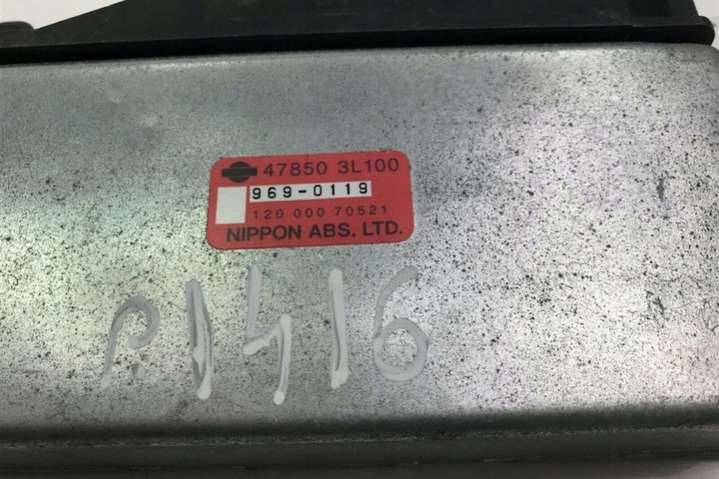 47850 3L100
969-0119
120 000 70521
NIPPON ABS, LTD.
P1416